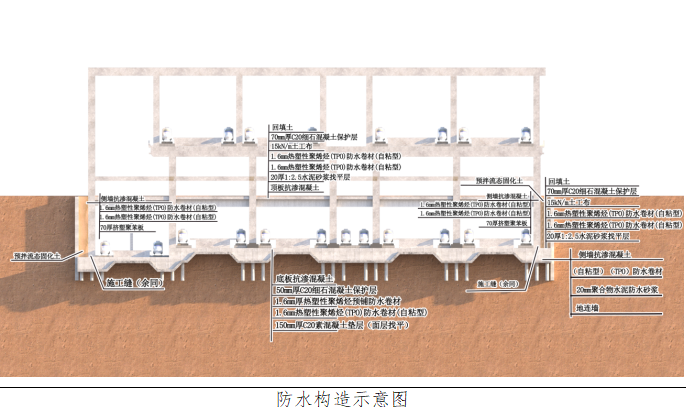 回填土
70mm厚C20细石混凝土保护层
15kN/m土工布
1.6mm热塑性聚烯烃(TPO)防水卷材(自粘型)
1.6mm热塑性聚烯烃(TPO)防水卷材(自粘型)
20厚1:2.5水泥砂浆找平层
顶板抗渗混凝土
侧墙抗渗混凝土
1.6mm热塑性聚烯烃(TPO)防水卷材(自粘型)
1.6mm热塑性聚烯烃(TPO)防水卷材(自粘型)
70厚挤塑聚苯板
预拌流态固化土
施工缝（余同）
底板抗渗混凝土
50mm厚C20细石混凝土保护层
1.6mm厚热塑性聚烯烃预铺防水卷材
1.6mm热塑性聚烯烃(TPO)防水卷材(自粘型)
150mm厚C20素混凝土垫层（面层找平）
预拌流态固化土
侧墙抗渗混凝土
1.6mm热塑性聚烯烃(TPO)防水卷材(自粘型)
1.6mm热塑性聚烯烃(TPO)防水卷材(自粘型)
70厚挤塑聚苯板
施工缝（余同）
回填土
70mm厚C20细石混凝土保护层
15kN/m土工布
1.6mm热塑性聚烯烃(TPO)防水卷材(自粘型)
1.6mm热塑性聚烯烃(TPO)防水卷材(自粘型)
20厚1:2.5水泥砂浆找平层
侧墙抗渗混凝土
(自粘型)（TPO)防水卷材
20mm聚合物水泥防水砂浆
地连墙
防水构造示意图